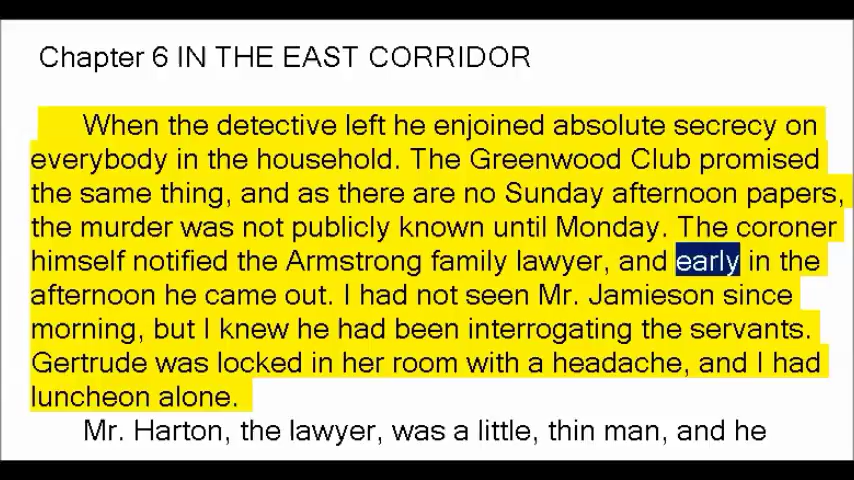 Chapter 6 IN THE EAST CORRIDOR
When the detective left he enjoined absolute secrecy on
everybody in the household. The Greenwood Club promised
the same thing, and as there are no Sunday afternoon papers,
the murder was not publicly known until Monday. The coroner
himself notified the Armstrong family lawyer, and early in the
afternoon he came out. I had not seen Mr. Jamieson since
morning, but I knew he had been interrogating the servants.
Gertrude was locked in her room with a headache, and I had
luncheon alone.
Mr. Harton, the lawyer, was a little, thin man, and he